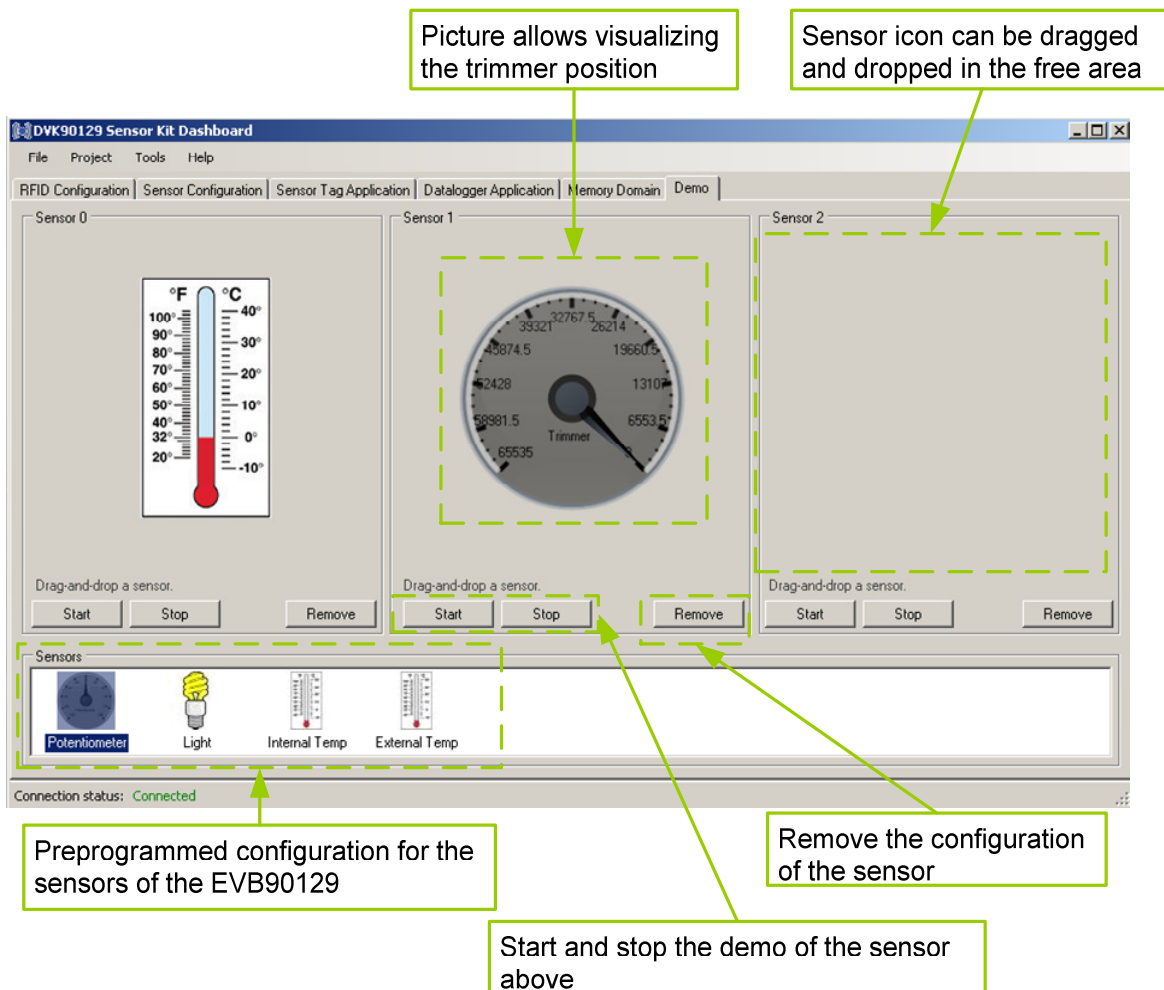 Picture allows visualizing
the trimmer position
Sensor icon can be dragged
and dropped in the free area
DVK90129 Sensor Kit Dashboard
File Project Tools Help
RFID Configuration Sensor Configuration Sensor Tag Application Datalogger Application Memory Domain Demo
Sensor 0
°F °C
100°
90°
80°
70°
60°
50°
40°
32°
20°
40°
30°
20°
10°
0°
-10°
Drag-and-drop a sensor.
Start Stop Remove
Sensor 1
32767.5
39321 26214
45874.5 19660.5
52428 13107
58981.5 6553.5
Trimmer
65535 0
Drag-and-drop a sensor.
Start Stop Remove
Sensor 2
Drag-and-drop a sensor.
Start Stop Remove
Sensors
Potentiometer Light Internal Temp External Temp
Connection status: Connected
Preprogrammed configuration for the
sensors of the EVB90129
Remove the configuration
of the sensor
Start and stop the demo of the sensor
above